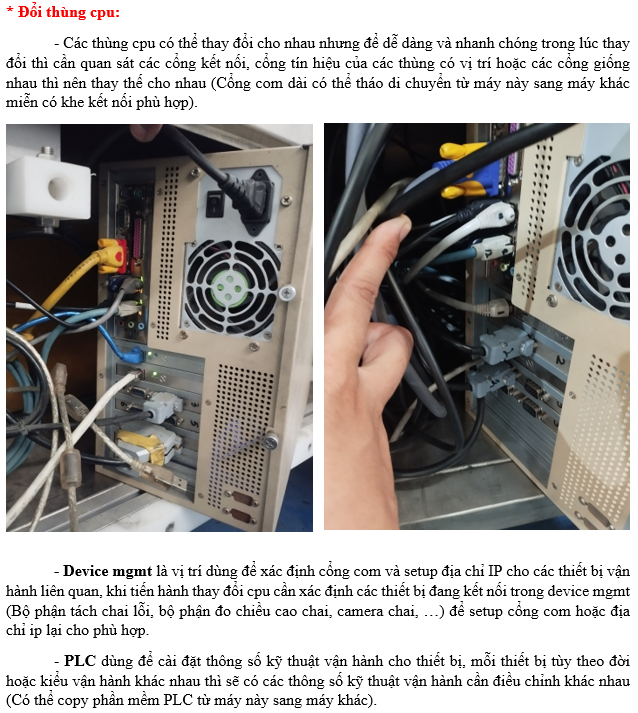 * Đổi thùng cpu:
- Các thùng cpu có thể thay đổi cho nhau nhưng để dễ dàng và nhanh chóng trong lúc thay
đổi thì cần quan sát các cổng kết nối, cổng tín hiệu của các thùng có vị trí hoặc các cổng giống
nhau thì nên thay thế cho nhau (Cổng com dài có thể tháo di chuyển từ máy này sang máy khác
miễn có khe kết nối phù hợp).
- Device mgmt là vị trí dùng để xác định cổng com và setup địa chỉ IP cho các thiết bị vận
hành liên quan, khi tiến hành thay đổi cpu cần xác định các thiết bị đang kết nối trong device mgmt
(Bộ phận tách chai lỗi, bộ phận đo chiều cao chai, camera chai, …) để setup cổng com hoặc địa
chỉ ip lại cho phù hợp.
- PLC dùng để cài đặt thông số kỹ thuật vận hành cho thiết bị, mỗi thiết bị tùy theo đời
hoặc kiểu vận hành khác nhau thì sẽ có các thông số kỹ thuật vận hành cần điều chỉnh khác nhau
(Có thể copy phần mềm PLC từ máy này sang máy khác).